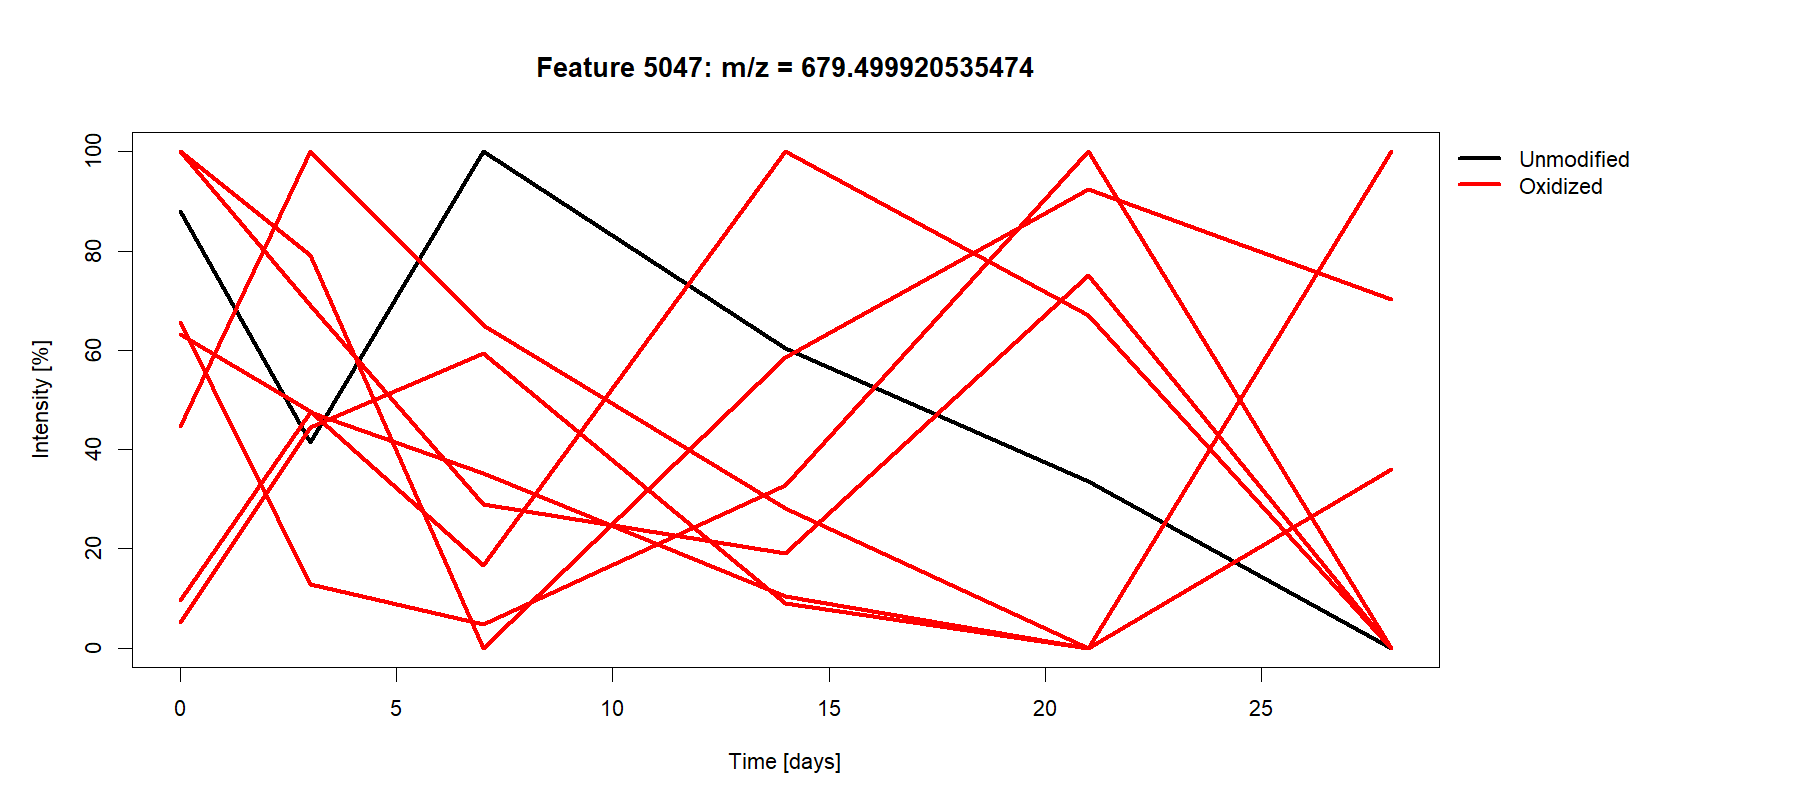 Feature 5047: m/z = 679.499920535474
Unmodified
Oxidized
Intensity [%]
100
80
60
40
20
0
0 5 10 15 20 25
Time [days]